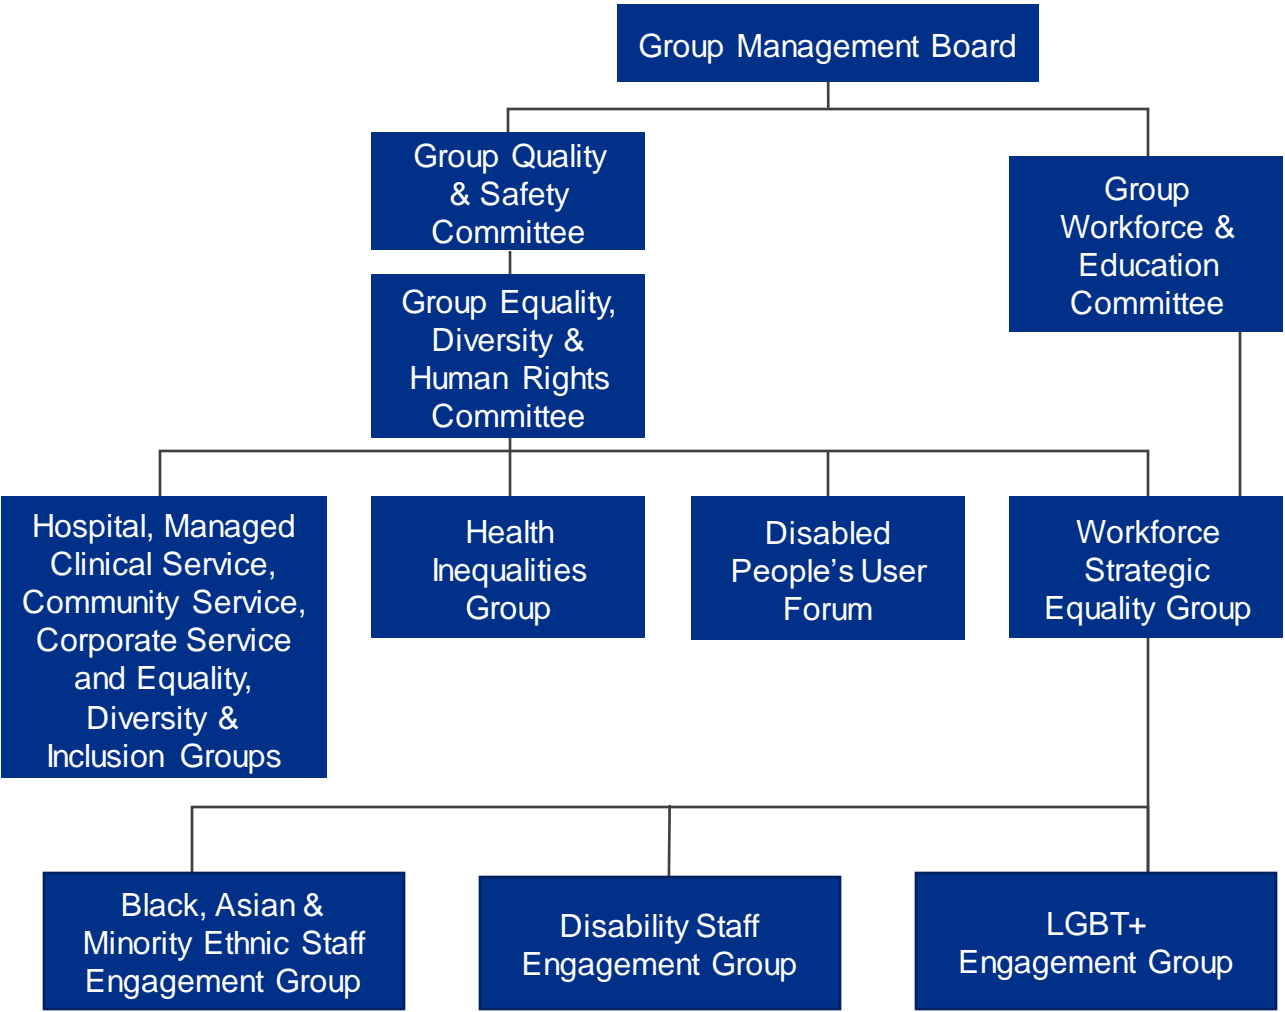 Group Management Board
Group Quality
& Safety
Committee
Group
Workforce &
Education
Committee
Group Equality,
Diversity &
Human Rights
Committee
Hospital, Managed
Clinical Service,
Community Service,
Corporate Service
and Equality,
Diversity &
Inclusion Groups
Health
Inequalities
Group
Disabled
People’s User
Forum
Workforce
Strategic
Equality Group
Black, Asian &
Minority Ethnic Staff
Engagement Group
Disability Staff
Engagement Group
LGBT+
Engagement Group